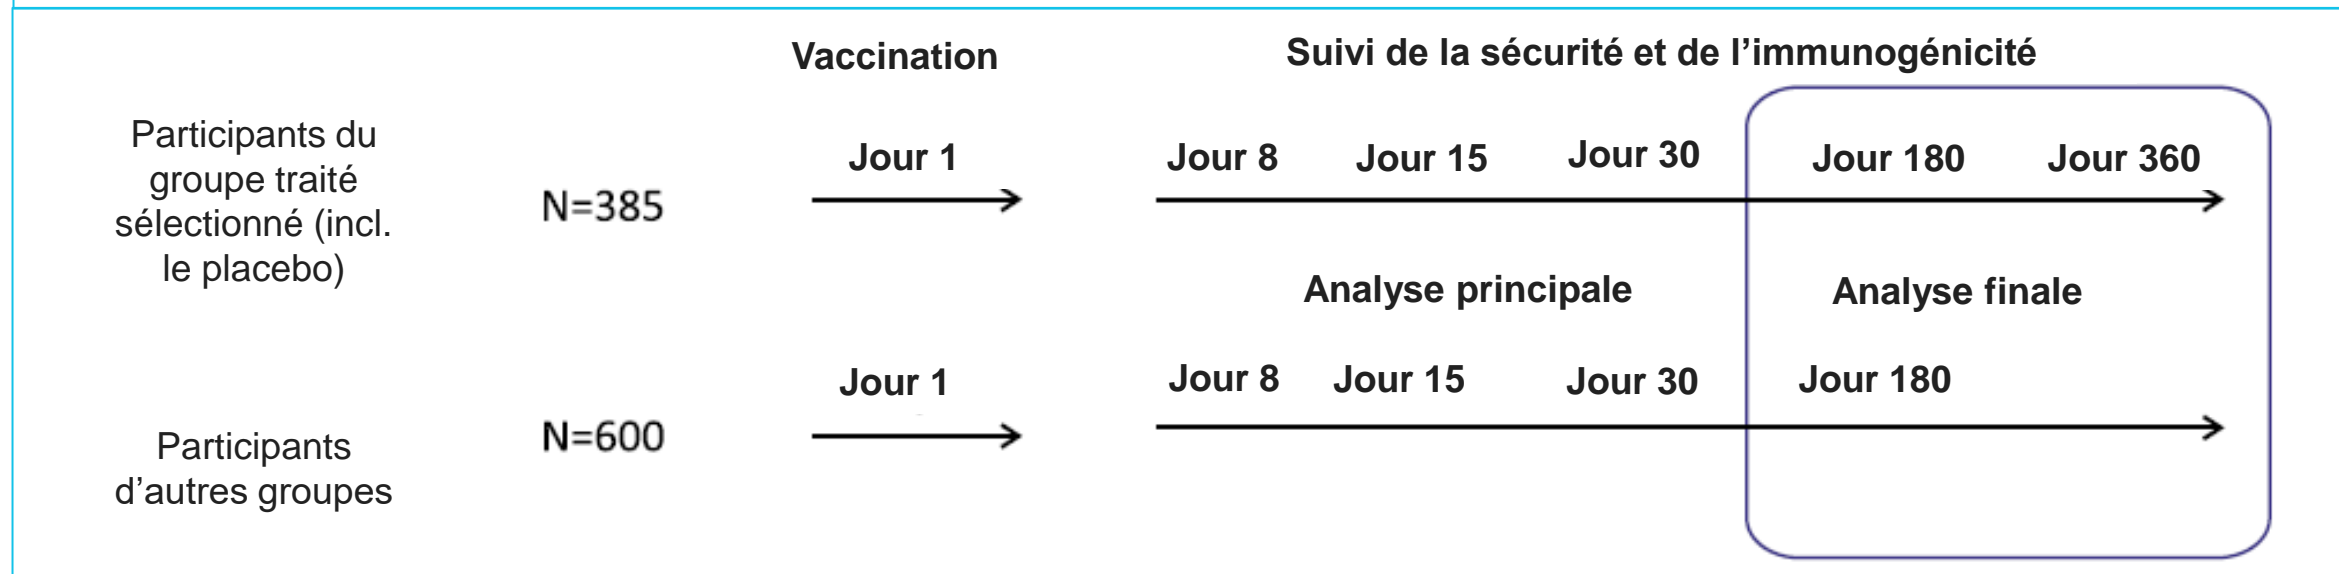 Vaccination
Suivi de la sécurité et de l’immunogénicité
Participants du
groupe traité
sélectionné (incl.
le placebo)
N=385
Jour 1
Jour 8
Jour 15
Jour 30
Jour 180
Jour 360
Analyse principale
Analyse finale
Participants
d’autres groupes
N=600
Jour 1
Jour 8
Jour 15
Jour 30
Jour 180